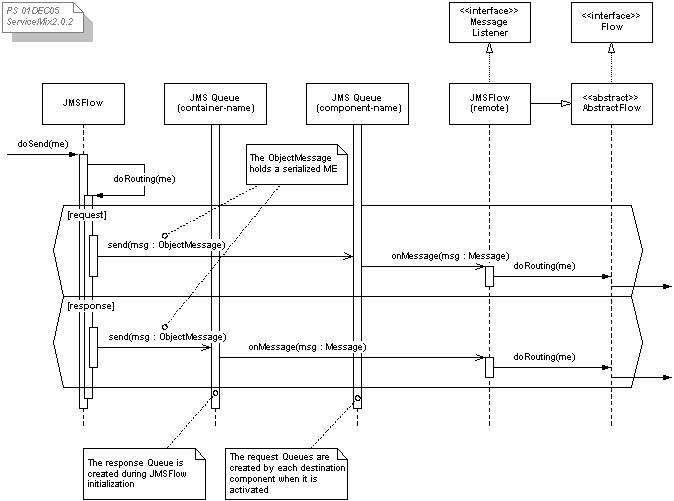 PS 01DEC05
ServiceMix2.0.2
<<interface>>
Message
Listener
<<interface>>
Flow
JMSFlow
JMS Queue
(container-name)
JMS Queue
(component-name)
JMSFlow
(remote)
<<abstract>>
AbstractFlow
doSend(me)
The ObjectMessage
holds a serialized ME
doRouting(me)
[request]
send(msg : ObjectMessage)
onMessage(msg : Message)
doRouting(me)
[response]
send(msg : ObjectMessage)
onMessage(msg : Message)
doRouting(me)
The response Queue is
created during JMSFlow
initialization
The request Queues are
created by each destination
component when it is
activated